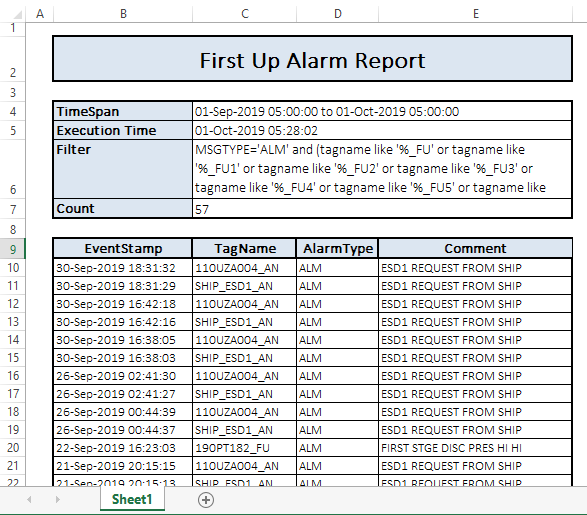 A B C D E
1
2 First Up Alarm Report
3
4 TimeSpan 01-Sep-2019 05:00:00 to 01-Oct-2019 05:00:00
5 Execution Time 01-Oct-2019 05:28:02
Filter MSGTYPE='ALM' and (tagname like '%_FU' or tagname like
'%_FU1' or tagname like '%_FU2' or tagname like '%_FU3' or
6 tagname like '%_FU4' or tagname like '%_FU5' or tagname like
7 Count 57
8
9 EventStamp TagName AlarmType Comment
10 30-Sep-2019 18:31:32 110UZA004_AN ALM ESD1 REQUEST FROM SHIP
11 30-Sep-2019 18:31:29 SHIP_ESD1_AN ALM ESD1 REQUEST FROM SHIP
12 30-Sep-2019 16:42:18 110UZA004_AN ALM ESD1 REQUEST FROM SHIP
13 30-Sep-2019 16:42:16 SHIP_ESD1_AN ALM ESD1 REQUEST FROM SHIP
14 30-Sep-2019 16:38:05 110UZA004_AN ALM ESD1 REQUEST FROM SHIP
15 30-Sep-2019 16:38:03 SHIP_ESD1_AN ALM ESD1 REQUEST FROM SHIP
16 26-Sep-2019 02:41:30 110UZA004_AN ALM ESD1 REQUEST FROM SHIP
17 26-Sep-2019 02:41:27 SHIP_ESD1_AN ALM ESD1 REQUEST FROM SHIP
18 26-Sep-2019 00:44:39 110UZA004_AN ALM ESD1 REQUEST FROM SHIP
19 26-Sep-2019 00:44:37 SHIP_ESD1_AN ALM ESD1 REQUEST FROM SHIP
20 22-Sep-2019 16:23:03 190PT182_FU ALM FIRST STGE DISC PRES HI HI
21 21-Sep-2019 20:15:15 110UZA004_AN ALM ESD1 REQUEST FROM SHIP
22 21-Sep-2019 20:15:13 SHIP_ESD1_AN ALM ESD1 REQUEST FROM SHIP
Sheet1